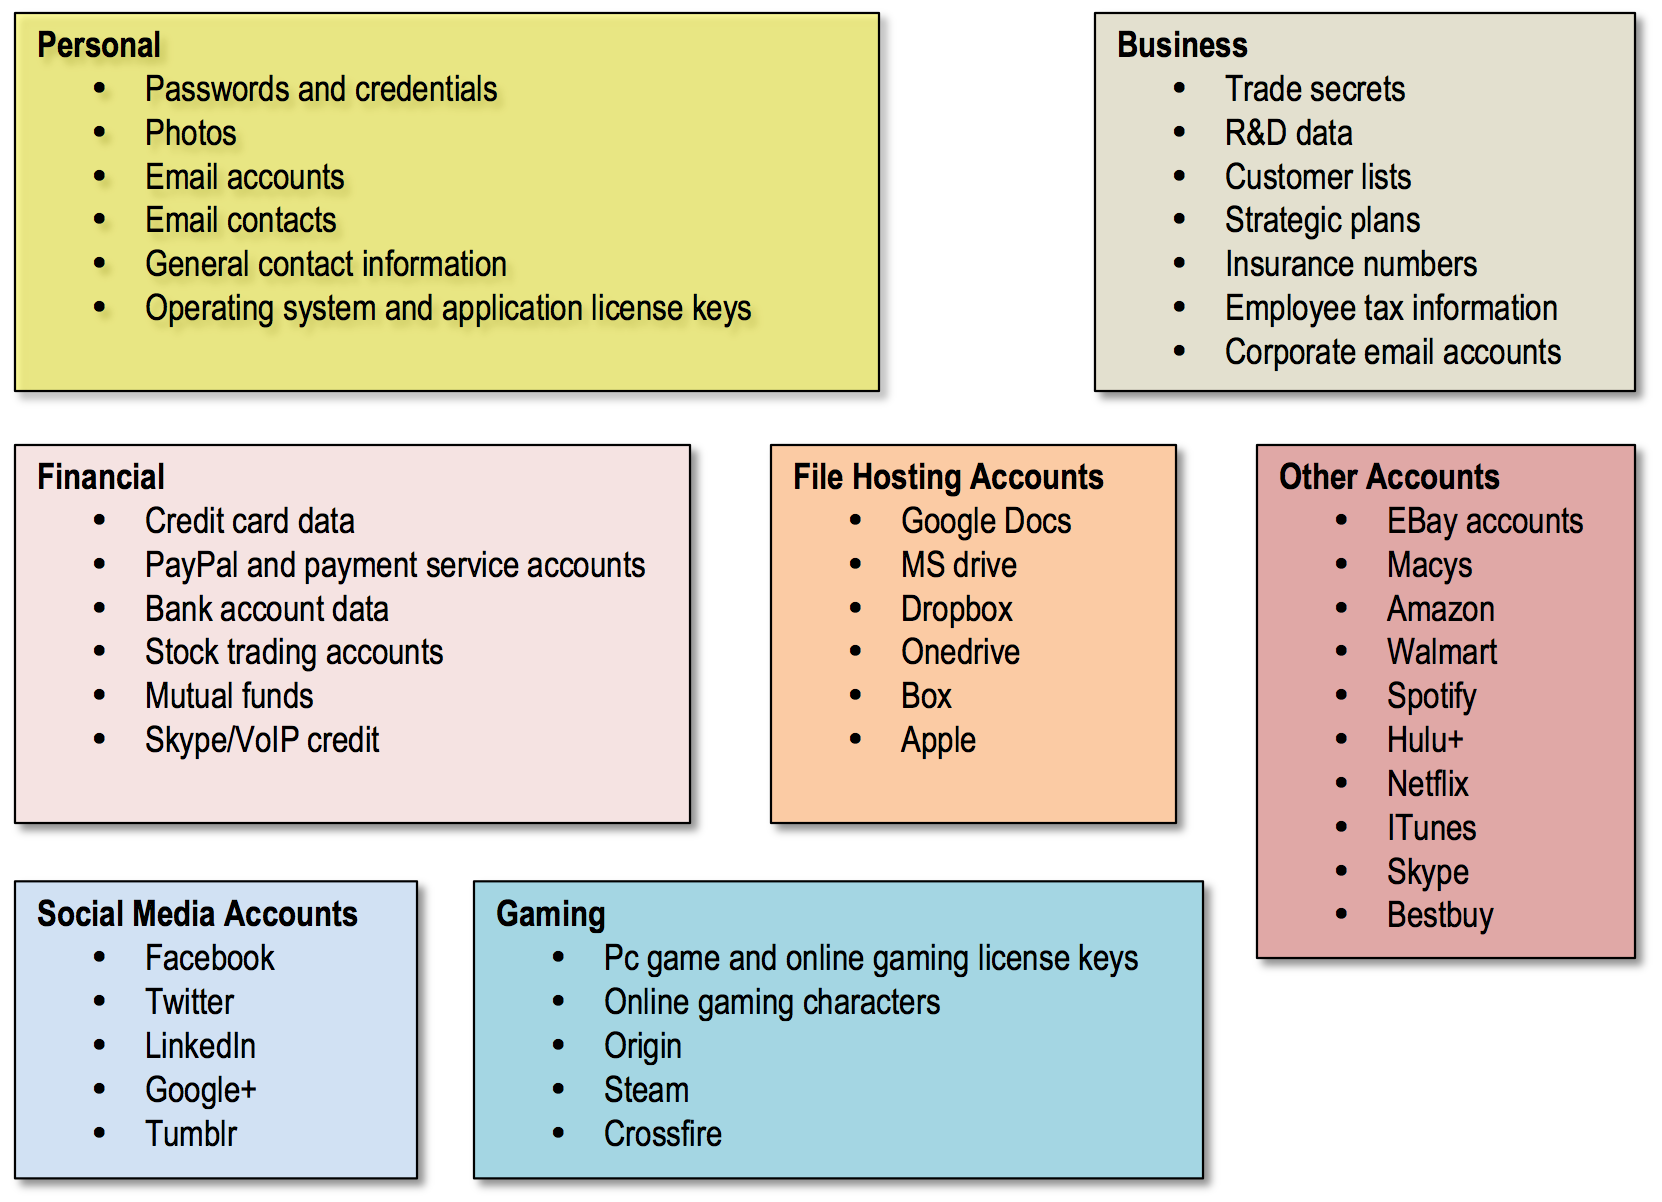 Personal
• Passwords and credentials
• Photos
• Email accounts
• Email contacts
• General contact information
• Operating system and application license keys
Business
• Trade secrets
• R&D data
• Customer lists
• Strategic plans
• Insurance numbers
• Employee tax information
• Corporate email accounts
Financial
• Credit card data
• PayPal and payment service accounts
• Bank account data
• Stock trading accounts
• Mutual funds
• Skype/VoIP credit
File Hosting Accounts
• Google Docs
• MS drive
• Dropbox
• Onedrive
• Box
• Apple
Other Accounts
• EBay accounts
• Macys
• Amazon
• Walmart
• Spotify
• Hulu+
• Netflix
• ITunes
• Skype
• Bestbuy
Social Media Accounts
• Facebook
• Twitter
• LinkedIn
• Google+
• Tumblr
Gaming
• Pc game and online gaming license keys
• Online gaming characters
• Origin
• Steam
• Crossfire